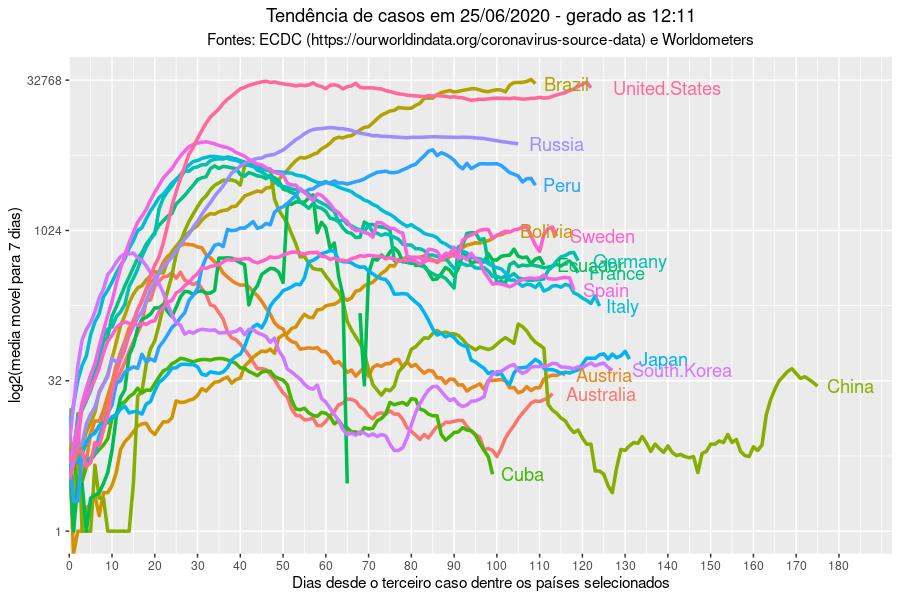 Tendência de casos em 25/06/2020 - gerado as 12:11
Fontes: ECDC (https://ourworldindata.org/coronavirus-source-data) e Worldometers
log2(media movel para 7 dias)
32768
1024
32
1
Brazil
United.States
Russia
Peru
Bolivia
Sweden
Germany
Ecuador
France
Spain
Italy
Japan
South.Korea
Austria
China
Australia
Cuba
0 10 20 30 40 50 60 70 80 90 100 110 120 130 140 150 160 170 180
Dias desde o terceiro caso dentre os países selecionados